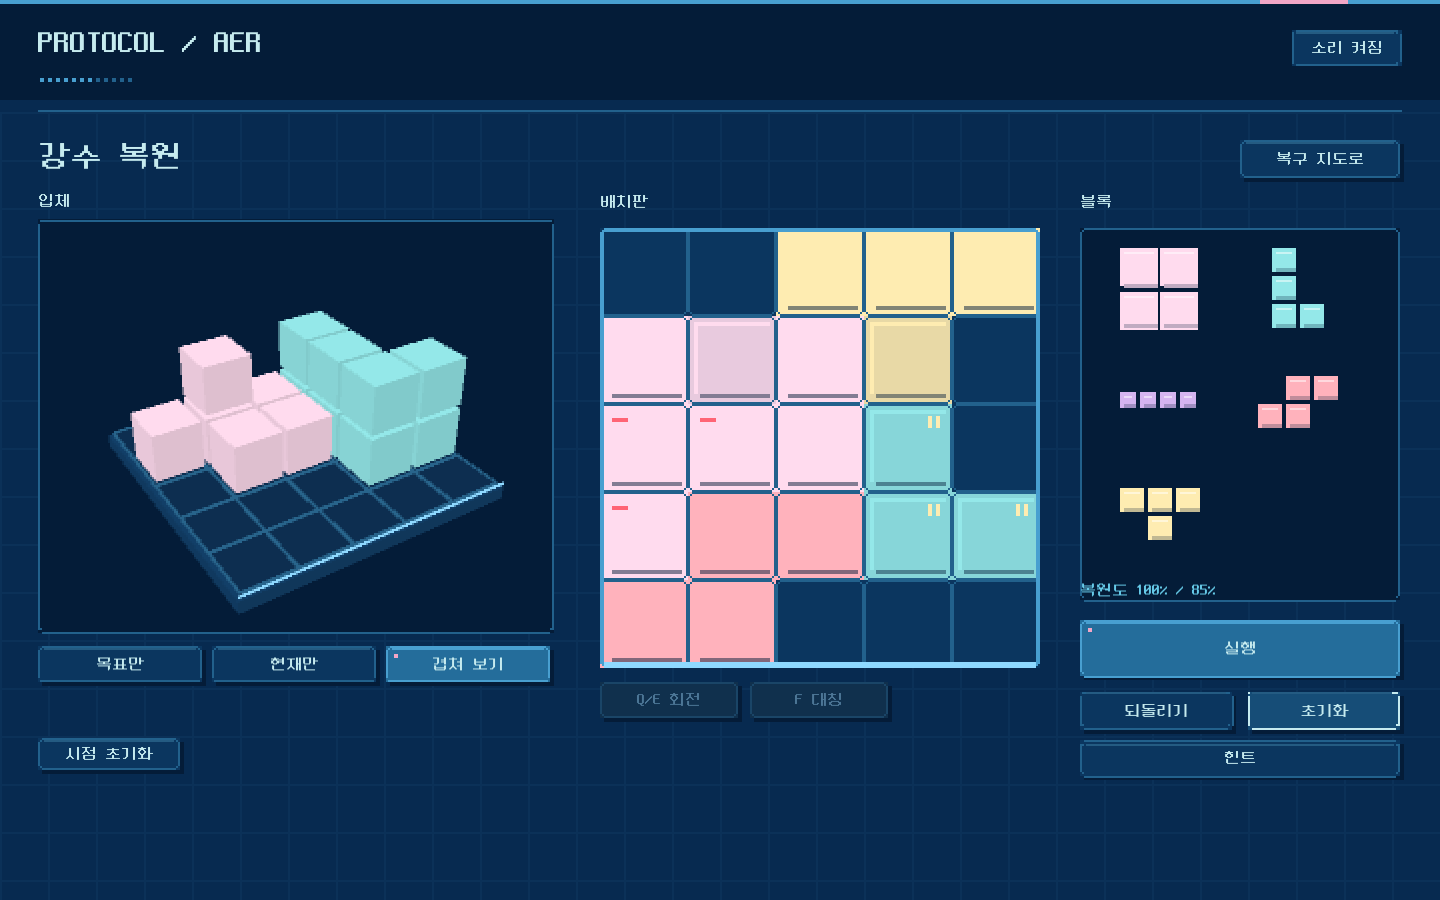 PROTOCOL / AER
소리 켜짐
강수 복원
복구 지도로
입체
배치판
블록
복원도 100% / 85%
실행
목표만
현재만
겹쳐 보기
Q/E 회전
F 대칭
되돌리기
초기화
시점 초기화
힌트